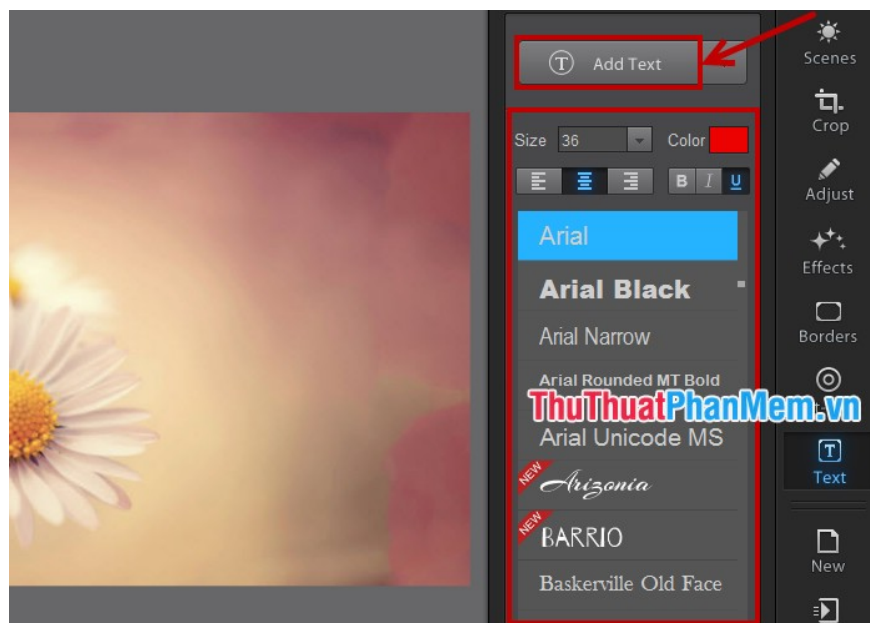 Add Text
Size 36 Color
B I U
Arial
Arial Black
Arial Narrow
Arial Rounded MT Bold
ThuThuatPhanMem.vn
Arial Unicode MS
NEW Arizonia
NEW BARRIO
Baskerville Old Face
Scenes
Crop
Adjust
Effects
Borders
T
Text
New